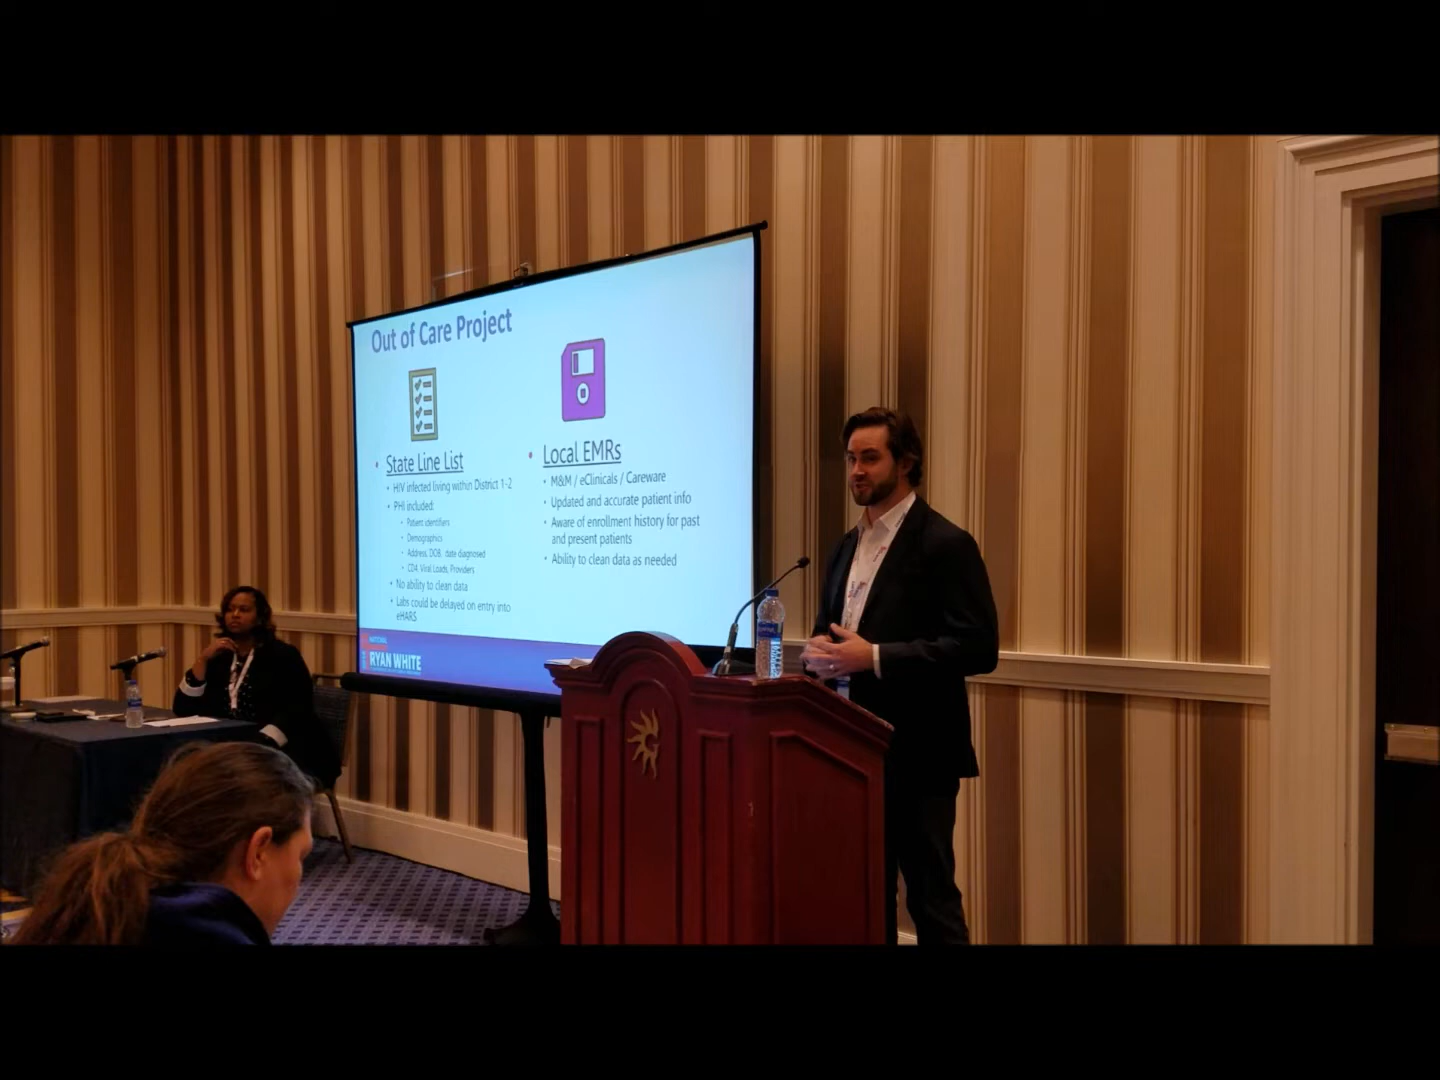 Out of Care Project
• State Line List
• HIV infected living within District 1-2
• PHI included:
• Patient identifiers
• Demographics
• Address, DOB, date diagnosed
• CD4, Viral Loads, Providers
• No ability to clean data
• Labs could be delayed on entry into
eHARS
• Local EMRs
• M&M / eClinicals / Careware
• Updated and accurate patient info
• Aware of enrollment history for past
and present patients
• Ability to clean data as needed
NATIONAL
RYAN WHITE